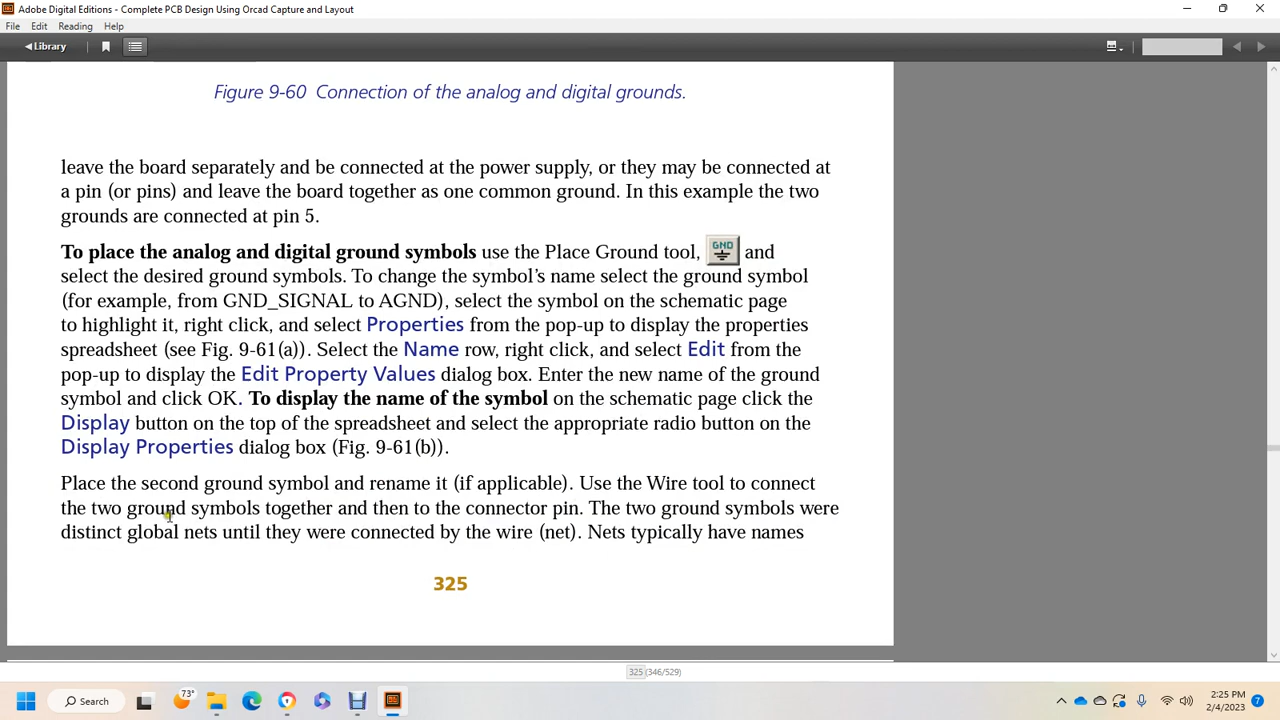 Adobe Digital Editions - Complete PCB Design Using Orcad Capture and Layout
File Edit Reading Help
Library
Figure 9-60 Connection of the analog and digital grounds.
leave the board separately and be connected at the power supply, or they may be connected at
a pin (or pins) and leave the board together as one common ground. In this example the two
grounds are connected at pin 5.
To place the analog and digital ground symbols use the Place Ground tool, GND and
select the desired ground symbols. To change the symbol's name select the ground symbol
(for example, from GND_SIGNAL to AGND), select the symbol on the schematic page
to highlight it, right click, and select Properties from the pop-up to display the properties
spreadsheet (see Fig. 9-61(a)). Select the Name row, right click, and select Edit from the
pop-up to display the Edit Property Values dialog box. Enter the new name of the ground
symbol and click OK. To display the name of the symbol on the schematic page click the
Display button on the top of the spreadsheet and select the appropriate radio button on the
Display Properties dialog box (Fig. 9-61(b)).
Place the second ground symbol and rename it (if applicable). Use the Wire tool to connect
the two ground symbols together and then to the connector pin. The two ground symbols were
distinct global nets until they were connected by the wire (net). Nets typically have names
325
325 (346/529)
Search
73°
2:25 PM
2/4/2023
7